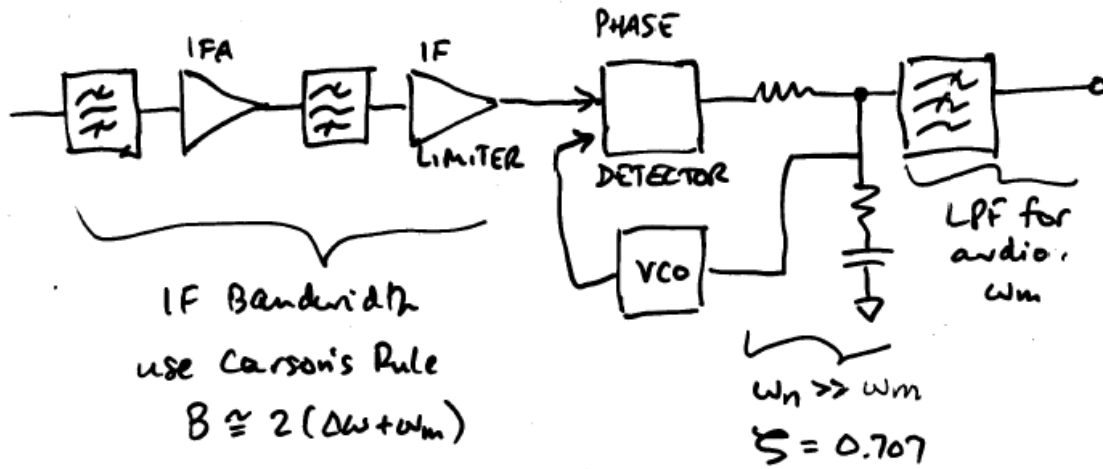 IFA
IF
LIMITER
PHASE
DETECTOR
VCO
LPF for
audio.
ωm
IF Bandwidth
use Carson's Rule
B ≅ 2(Δω+ωm)
ωn >> ωm
ζ = 0.707